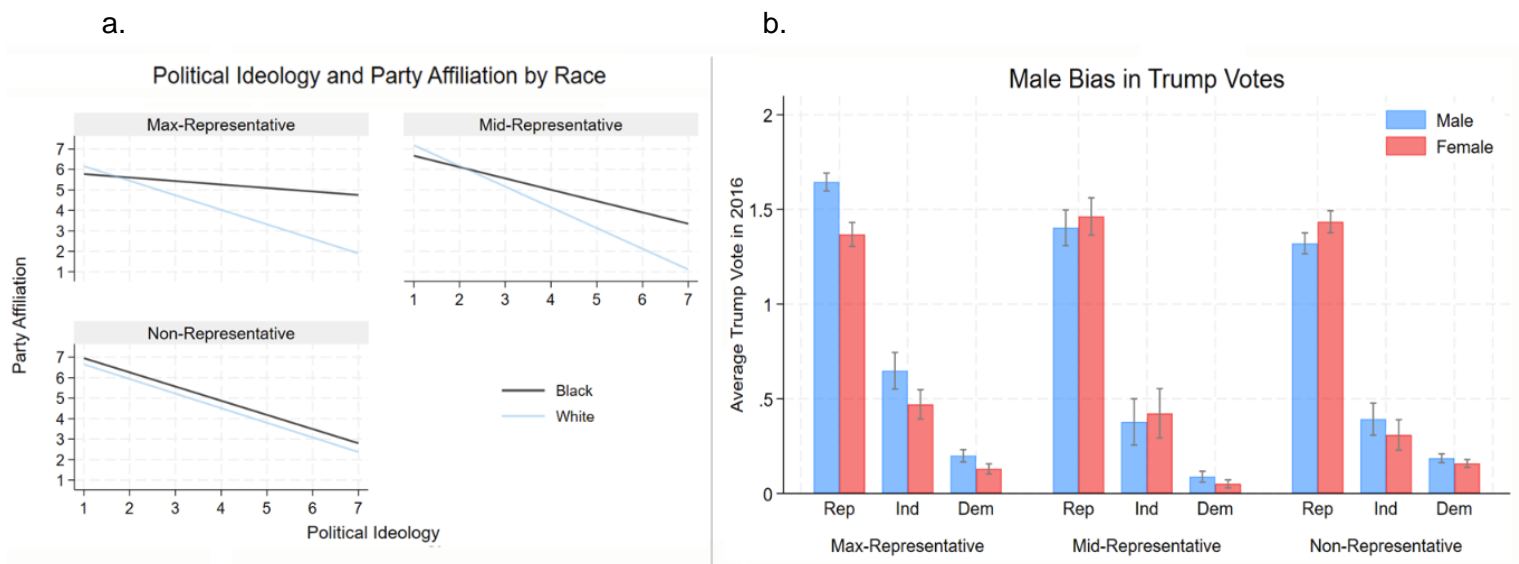 a.
Political Ideology and Party Affiliation by Race
Max-Representative
Mid-Representative
7
6
5
4
3
2
1
1 2 3 4 5 6 7
Non-Representative
7
6
5
4
3
2
1
1 2 3 4 5 6 7
Party Affiliation
Political Ideology
Black
White
b.
Male Bias in Trump Votes
Male
Female
Average Trump Vote in 2016
2
1.5
1
.5
0
Rep Ind Dem Rep Ind Dem Rep Ind Dem
Max-Representative Mid-Representative Non-Representative